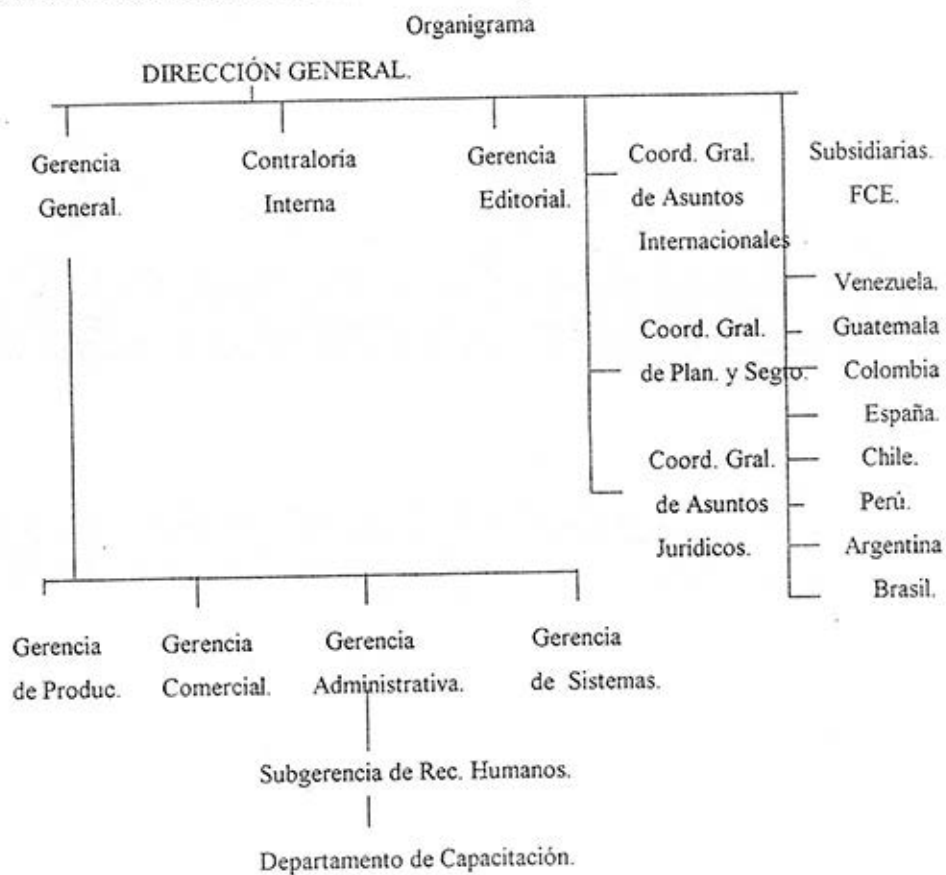 Organigrama
DIRECCIÓN GENERAL.
Gerencia
General.
Contraloría
Interna
Gerencia
Editorial.
Coord. Gral.
de Asuntos
Internacionales
Coord. Gral.
de Plan. y Segto.
Coord. Gral.
de Asuntos
Jurídicos.
Subsidiarias.
FCE.
Venezuela.
Guatemala
Colombia
España.
Chile.
Perú.
Argentina
Brasil.
Gerencia
de Produc.
Gerencia
Comercial.
Gerencia
Administrativa.
Gerencia
de Sistemas.
Subgerencia de Rec. Humanos.
Departamento de Capacitación.